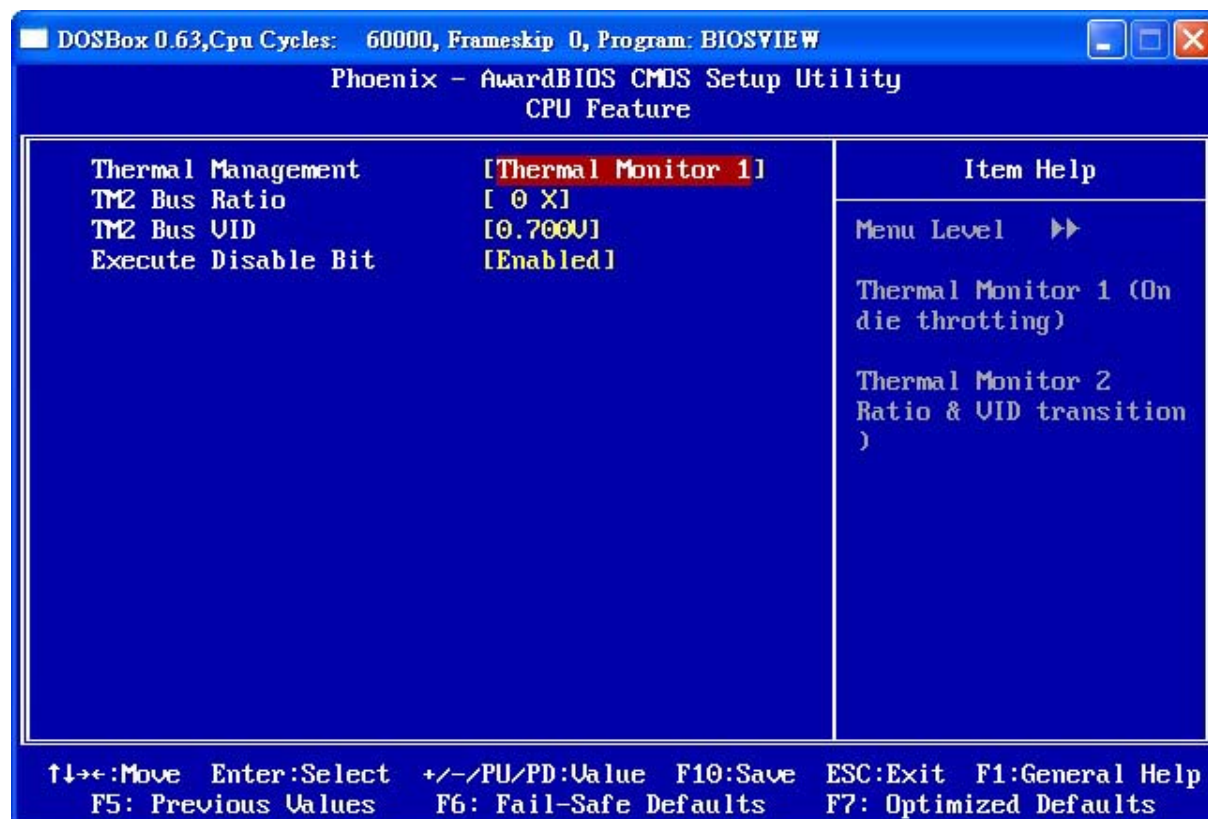 DOSBox 0.63,Cpu Cycles: 60000, Frameskip 0, Program: BIOSVIEW
Phoenix - AwardBIOS CMOS Setup Utility
CPU Feature
Thermal Management [Thermal Monitor 1]
TM2 Bus Ratio [ 0 X]
TM2 Bus VID [0.700V]
Execute Disable Bit [Enabled]
Item Help
Menu Level ▶▶
Thermal Monitor 1 (On
die throtting)
Thermal Monitor 2
Ratio & VID transition
)
↑↓→←:Move Enter:Select +/-/PU/PD:Value F10:Save ESC:Exit F1:General Help
F5: Previous Values F6: Fail-Safe Defaults F7: Optimized Defaults